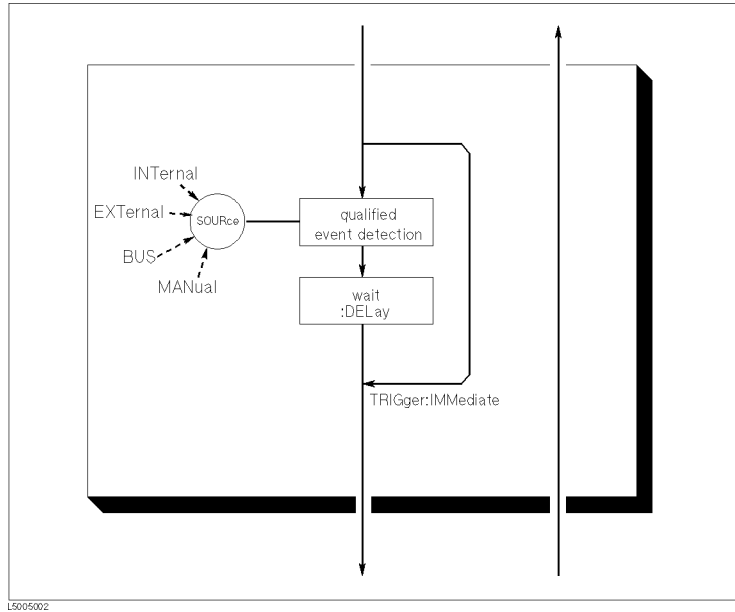 INTernal
EXTernal
SOURce
BUS
MANual
qualified
event detection
wait
:DELay
TRIGger:IMMediate
L5005002